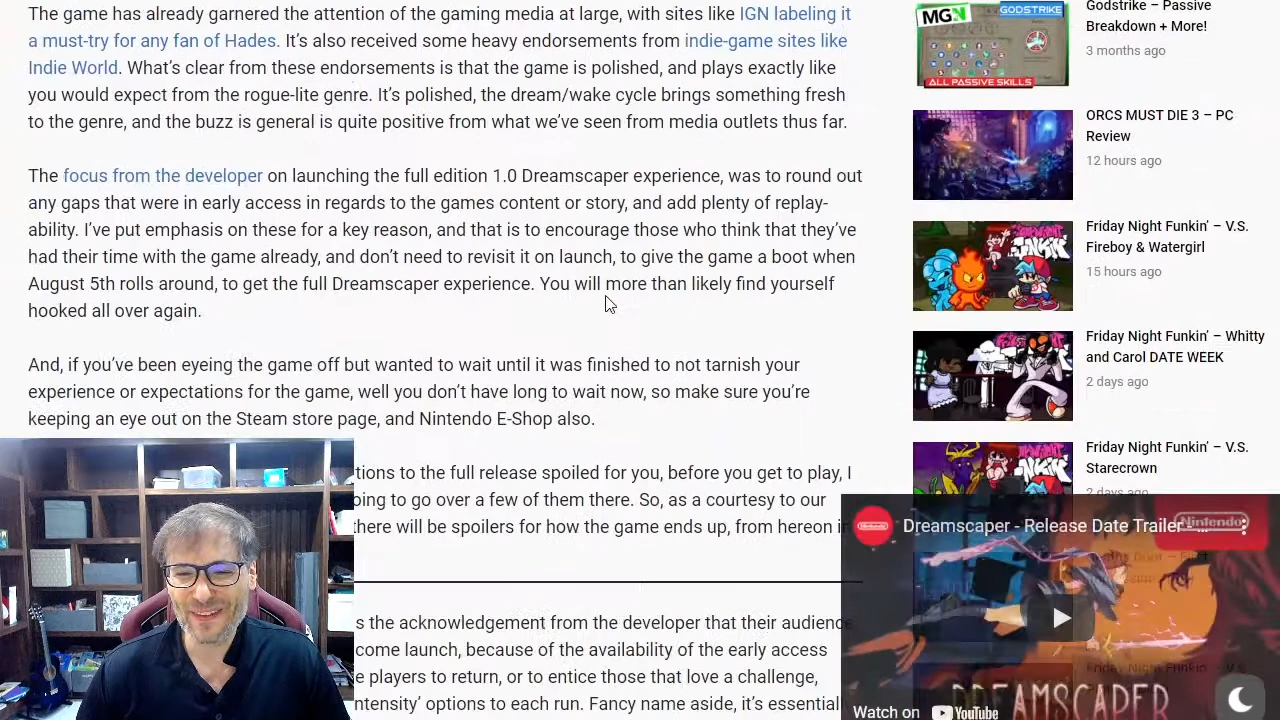 The game has already garnered the attention of the gaming media at large, with sites like IGN labeling it
a must-try for any fan of Hades. It's also received some heavy endorsements from indie-game sites like
Indie World. What's clear from these endorsements is that the game is polished, and plays exactly like
you would expect from the rogue-lite genre. It's polished, the dream/wake cycle brings something fresh
to the genre, and the buzz in general is quite positive from what we've seen from media outlets thus far.
The focus from the developer on launching the full edition 1.0 Dreamscaper experience, was to round out
any gaps that were in early access in regards to the games content or story, and add plenty of replay-
ability. I've put emphasis on these for a key reason, and that is to encourage those who think that they've
had their time with the game already, and don't need to revisit it on launch, to give the game a boot when
August 5th rolls around, to get the full Dreamscaper experience. You will more than likely find yourself
hooked all over again.
And, if you've been eyeing the game off but wanted to wait until it was finished to not tarnish your
experience or expectations for the game, well you don't have long to wait now, so make sure you're
keeping an eye out on the Steam store page, and Nintendo E-Shop also.
tions to the full release spoiled for you, before you get to play, I
oing to go over a few of them there. So, as a courtesy to our
there will be spoilers for how the game ends up, from hereon in
s the acknowledgement from the developer that their audience
come launch, because of the availability of the early access
e players to return, or to entice those that love a challenge,
ntensity' options to each run. Fancy name aside, it's essential
MGN
GODSTRIKE
ALL PASSIVE SKILLS
Godstrike – Passive
Breakdown + More!
3 months ago
ORCS MUST DIE 3 – PC
Review
12 hours ago
Friday Night Funkin' – V.S.
Fireboy & Watergirl
15 hours ago
Friday Night Funkin' – Whitty
and Carol DATE WEEK
2 days ago
Friday Night Funkin' – V.S.
Starecrown
2 days ago
Dreamscaper - Release Date Trailer - ...
Nintendo
Friday Night Funkin' – V.S.
DREAMSCAPER
Watch on YouTube